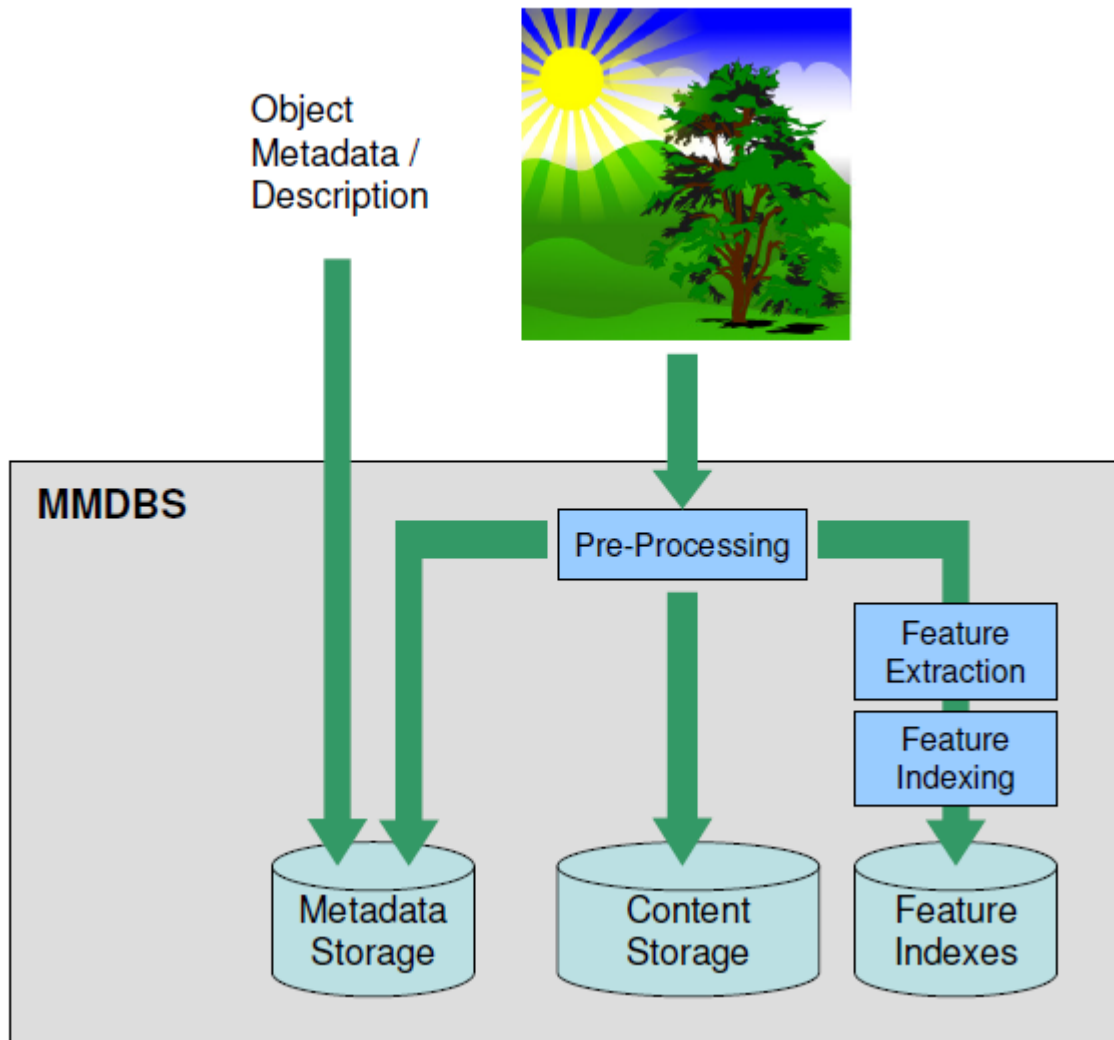 Object
Metadata /
Description
MMDBS
Pre-Processing
Feature
Extraction
Feature
Indexing
Metadata
Storage
Content
Storage
Feature
Indexes